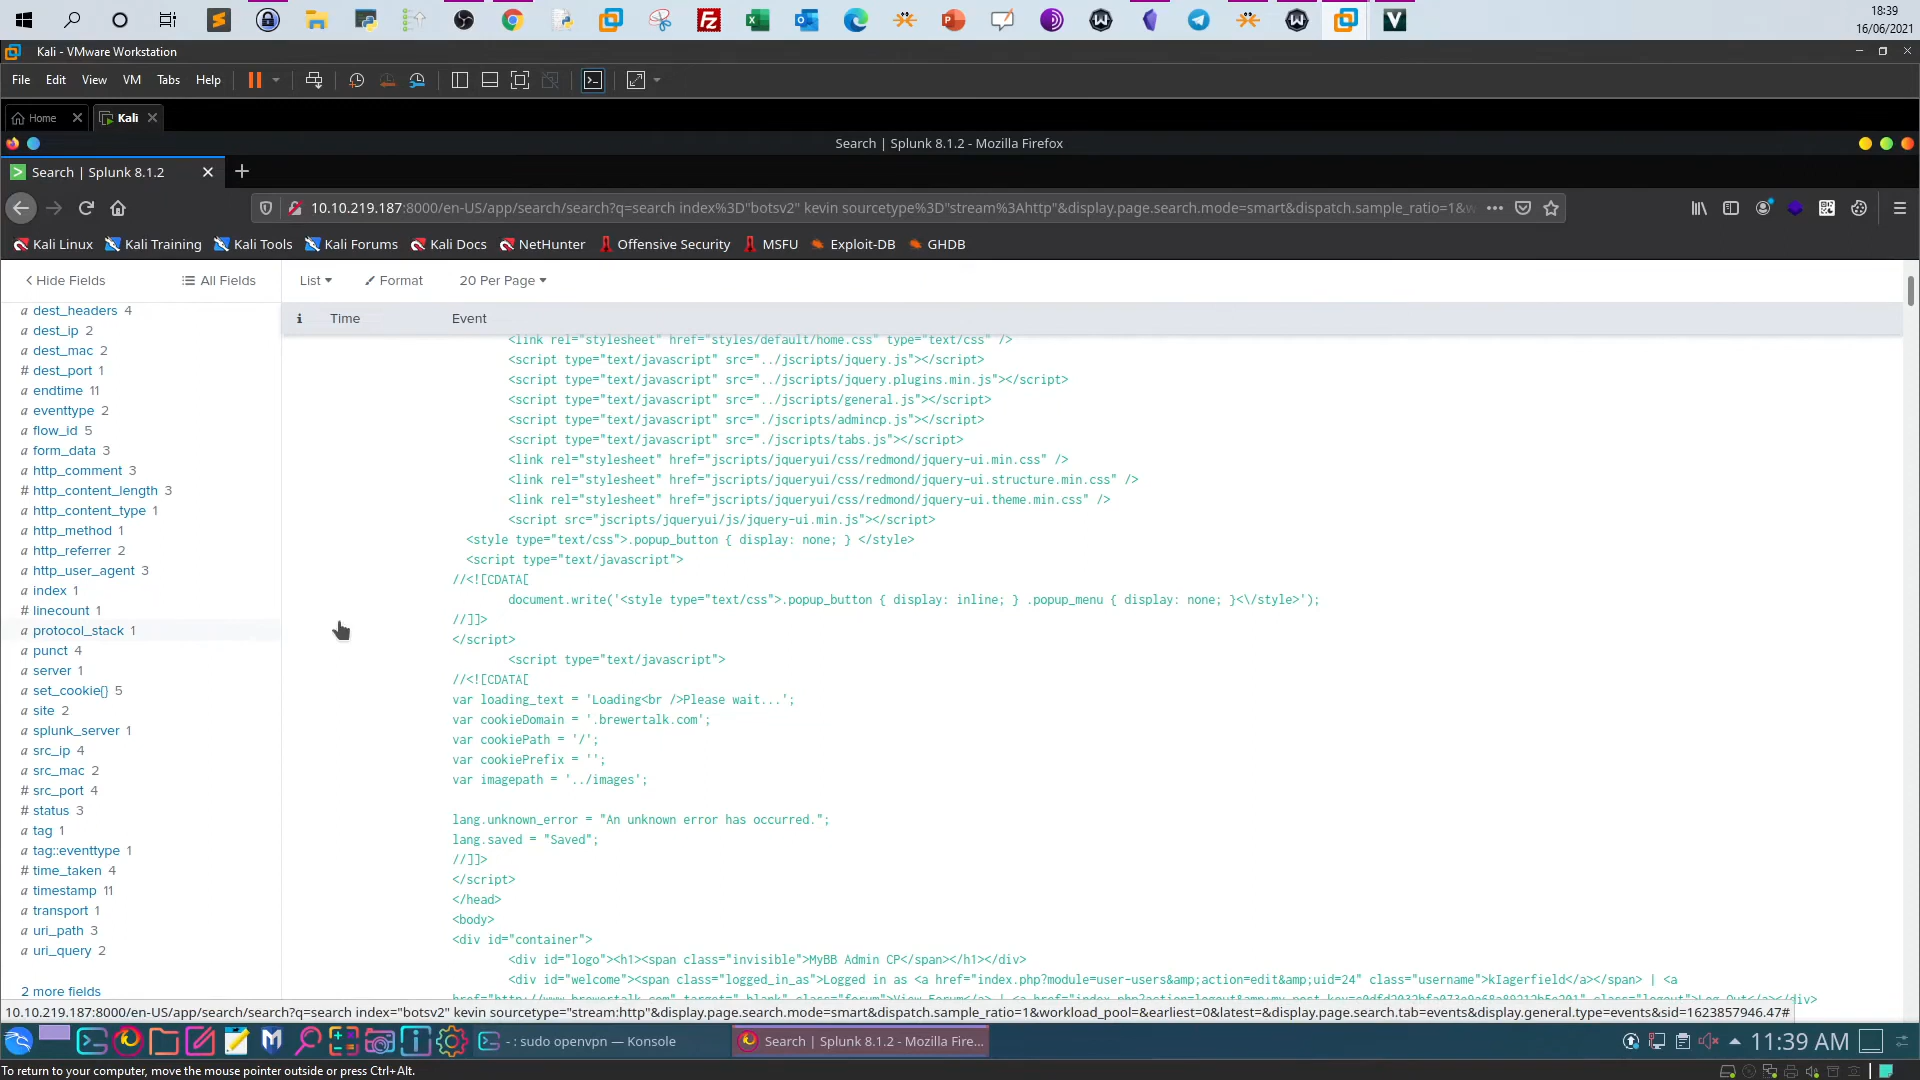 18:39
16/06/2021
Kali - VMware Workstation
File Edit View VM Tabs Help
Home Kali
Search | Splunk 8.1.2 - Mozilla Firefox
Search | Splunk 8.1.2
10.10.219.187:8000/en-US/app/search/search?q=search index%3D"botsv2" kevin sourcetype%3D"stream%3Ahttp"&display.page.search.mode=smart&dispatch.sample_ratio=1&w
Kali Linux Kali Training Kali Tools Kali Forums Kali Docs NetHunter Offensive Security MSFU Exploit-DB GHDB
Hide Fields All Fields List Format 20 Per Page
i Time Event
a dest_headers 4
a dest_ip 2
a dest_mac 2
# dest_port 1
a endtime 11
a eventtype 2
a flow_id 5
a form_data 3
a http_comment 3
# http_content_length 3
a http_content_type 1
a http_method 1
a http_referrer 2
a http_user_agent 3
a index 1
# linecount 1
a protocol_stack 1
a punct 4
a server 1
a set_cookie{} 5
a site 2
a splunk_server 1
a src_ip 4
a src_mac 2
# src_port 4
# status 3
a tag 1
a tag::eventtype 1
# time_taken 4
a timestamp 11
a transport 1
a uri_path 3
a uri_query 2
2 more fields
<link rel="stylesheet" href="styles/default/home.css" type="text/css" />
<script type="text/javascript" src="../jscripts/jquery.js"></script>
<script type="text/javascript" src="../jscripts/jquery.plugins.min.js"></script>
<script type="text/javascript" src="../jscripts/general.js"></script>
<script type="text/javascript" src="./jscripts/admincp.js"></script>
<script type="text/javascript" src="./jscripts/tabs.js"></script>
<link rel="stylesheet" href="jscripts/jqueryui/css/redmond/jquery-ui.min.css" />
<link rel="stylesheet" href="jscripts/jqueryui/css/redmond/jquery-ui.structure.min.css" />
<link rel="stylesheet" href="jscripts/jqueryui/css/redmond/jquery-ui.theme.min.css" />
<script src="jscripts/jqueryui/js/jquery-ui.min.js"></script>
<style type="text/css">.popup_button { display: none; } </style>
<script type="text/javascript">
//<![CDATA[
document.write('<style type="text/css">.popup_button { display: inline; } .popup_menu { display: none; }<\/style>');
//]]>
</script>
<script type="text/javascript">
//<![CDATA[
var loading_text = 'Loading<br />Please wait...';
var cookieDomain = '.brewertalk.com';
var cookiePath = '/';
var cookiePrefix = '';
var imagepath = '../images';
lang.unknown_error = "An unknown error has occurred.";
lang.saved = "Saved";
//]]>
</script>
</head>
<body>
<div id="container">
<div id="logo"><h1><span class="invisible">MyBB Admin CP</span></h1></div>
<div id="welcome"><span class="logged_in_as">Logged in as <a href="index.php?module=user-users&amp;action=edit&amp;uid=24" class="username">kIagerfield</a></span> | <a
10.10.219.187:8000/en-US/app/search/search?q=search index="botsv2" kevin sourcetype="stream:http"&display.page.search.mode=smart&dispatch.sample_ratio=1&workload_pool=&earliest=0&latest=&display.page.search.tab=events&display.general.type=events&sid=1623857946.47#
- : sudo openvpn — Konsole Search | Splunk 8.1.2 - Mozilla Fire... 11:39 AM
To return to your computer, move the mouse pointer outside or press Ctrl+Alt.